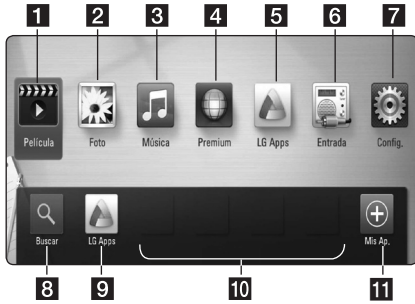 1 2 3 4 5 6 7
Película Foto Música Premium LG Apps Entrada Config.
Buscar LG Apps Mis Ap.
8 9 10 11